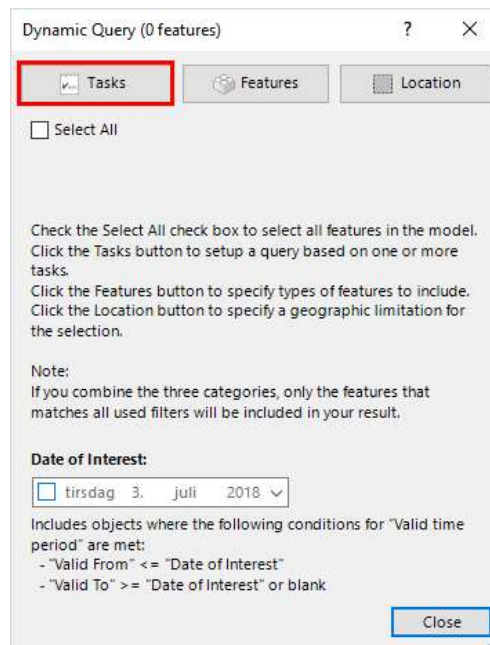 Dynamic Query (0 features) ? ×
Tasks Features Location
Select All
Check the Select All check box to select all features in the model.
Click the Tasks button to setup a query based on one or more
tasks.
Click the Features button to specify types of features to include.
Click the Location button to specify a geographic limitation for
the selection.
Note:
If you combine the three categories, only the features that
matches all used filters will be included in your result.
Date of Interest:
tirsdag 3. juli 2018
Includes objects where the following conditions for "Valid time
period" are met:
- "Valid From" <= "Date of Interest"
- "Valid To" >= "Date of Interest" or blank
Close